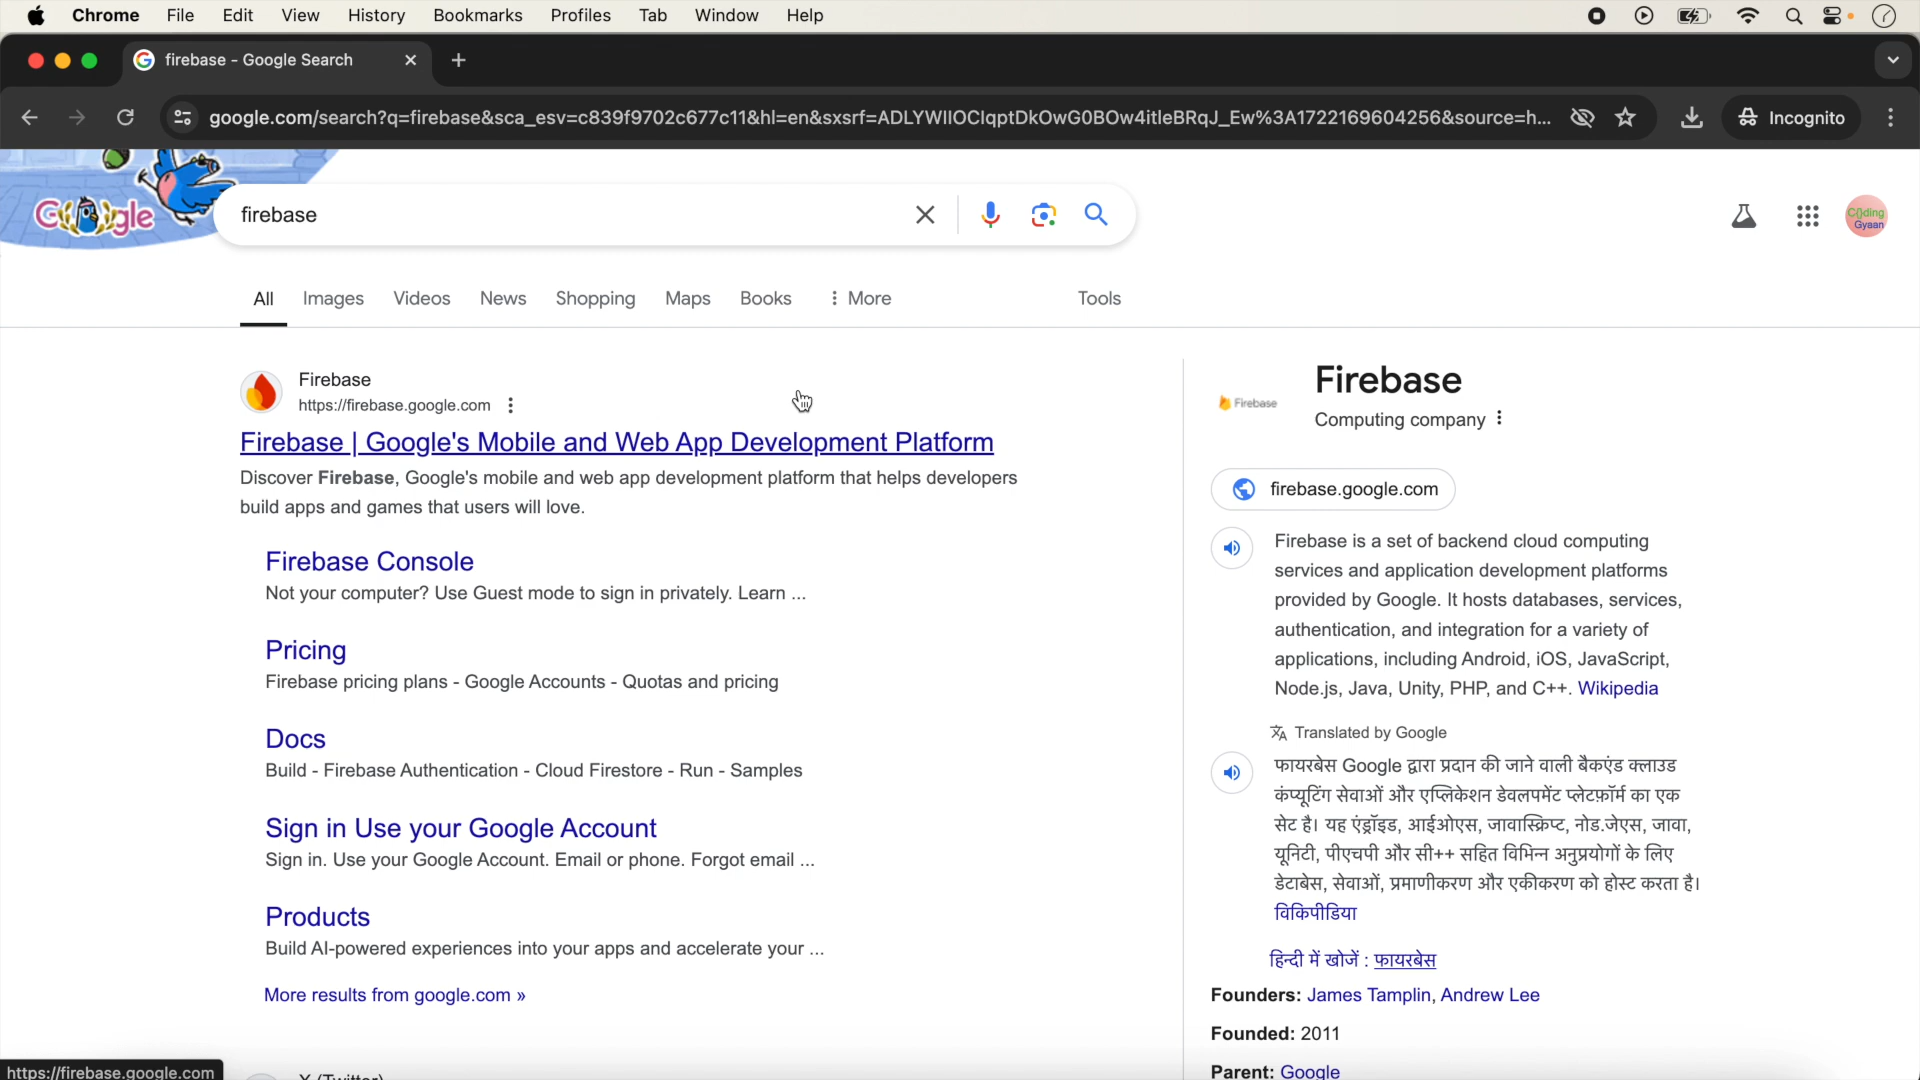 Chrome File Edit View History Bookmarks Profiles Tab Window Help
firebase - Google Search
google.com/search?q=firebase&sca_esv=c839f9702c677c11&hl=en&sxsrf=ADLYWIIOCIqptDkOwG0BOw4itleBRqJ_Ew%3A1722169604256&source=h...
Incognito
Google
firebase
C{}ding
Gyaan
All Images Videos News Shopping Maps Books More Tools
Firebase
https://firebase.google.com
Firebase | Google's Mobile and Web App Development Platform
Discover Firebase, Google's mobile and web app development platform that helps developers
build apps and games that users will love.
Firebase Console
Not your computer? Use Guest mode to sign in privately. Learn ...
Pricing
Firebase pricing plans - Google Accounts - Quotas and pricing
Docs
Build - Firebase Authentication - Cloud Firestore - Run - Samples
Sign in Use your Google Account
Sign in. Use your Google Account. Email or phone. Forgot email ...
Products
Build AI-powered experiences into your apps and accelerate your ...
More results from google.com »
X (Twitter)
https://firebase.google.com
Firebase
Firebase
Computing company
firebase.google.com
Firebase is a set of backend cloud computing
services and application development platforms
provided by Google. It hosts databases, services,
authentication, and integration for a variety of
applications, including Android, iOS, JavaScript,
Node.js, Java, Unity, PHP, and C++. Wikipedia
Translated by Google
फायरबेस Google द्वारा प्रदान की जाने वाली बैकएंड क्लाउड
कंप्यूटिंग सेवाओं और एप्लिकेशन डेवलपमेंट प्लेटफ़ॉर्म का एक
सेट है। यह एंड्रॉइड, आईओएस, जावास्क्रिप्ट, नोड.जेएस, जावा,
यूनिटी, पीएचपी और सी++ सहित विभिन्न अनुप्रयोगों के लिए
डेटाबेस, सेवाओं, प्रमाणीकरण और एकीकरण को होस्ट करता है।
विकिपीडिया
हिन्दी में खोजें : फायरबेस
Founders: James Tamplin, Andrew Lee
Founded: 2011
Parent: Google